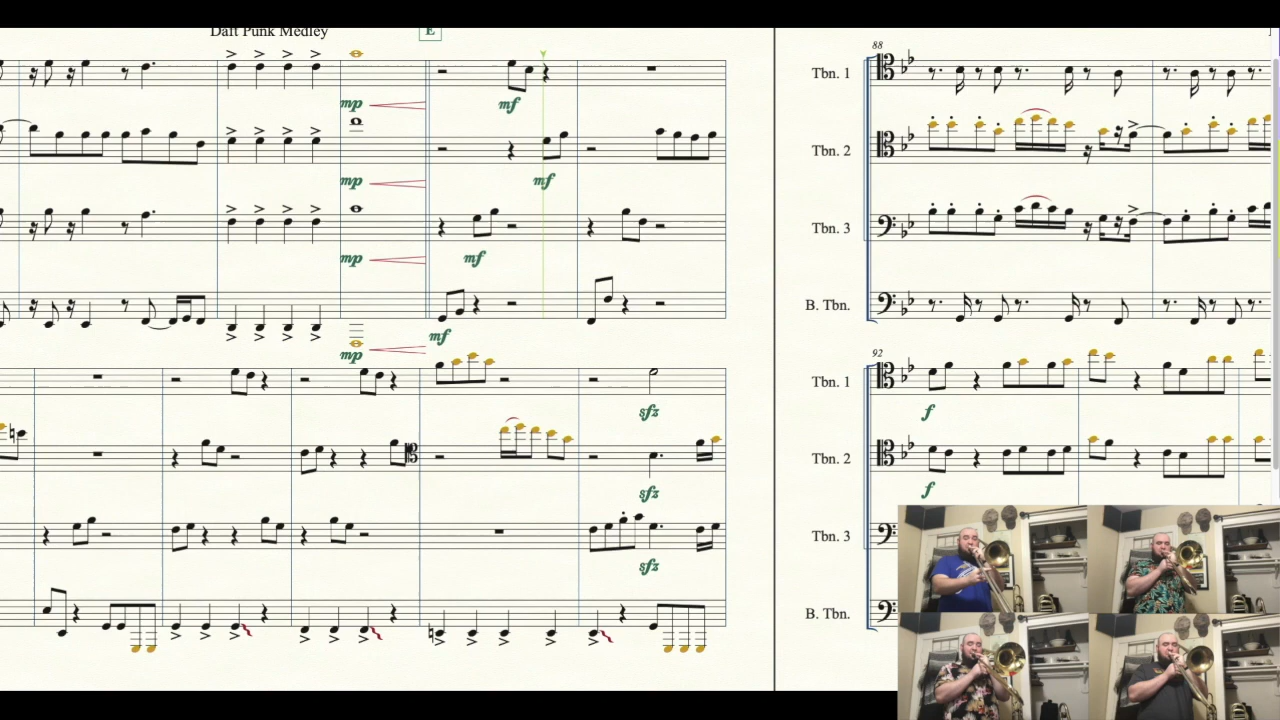 Daft Punk Medley
E
mp
mf
mp
mf
mp
mf
mp
mf
sfz
sfz
sfz
88
Tbn. 1
Tbn. 2
Tbn. 3
B. Tbn.
92
Tbn. 1
f
Tbn. 2
f
Tbn. 3
B. Tbn.